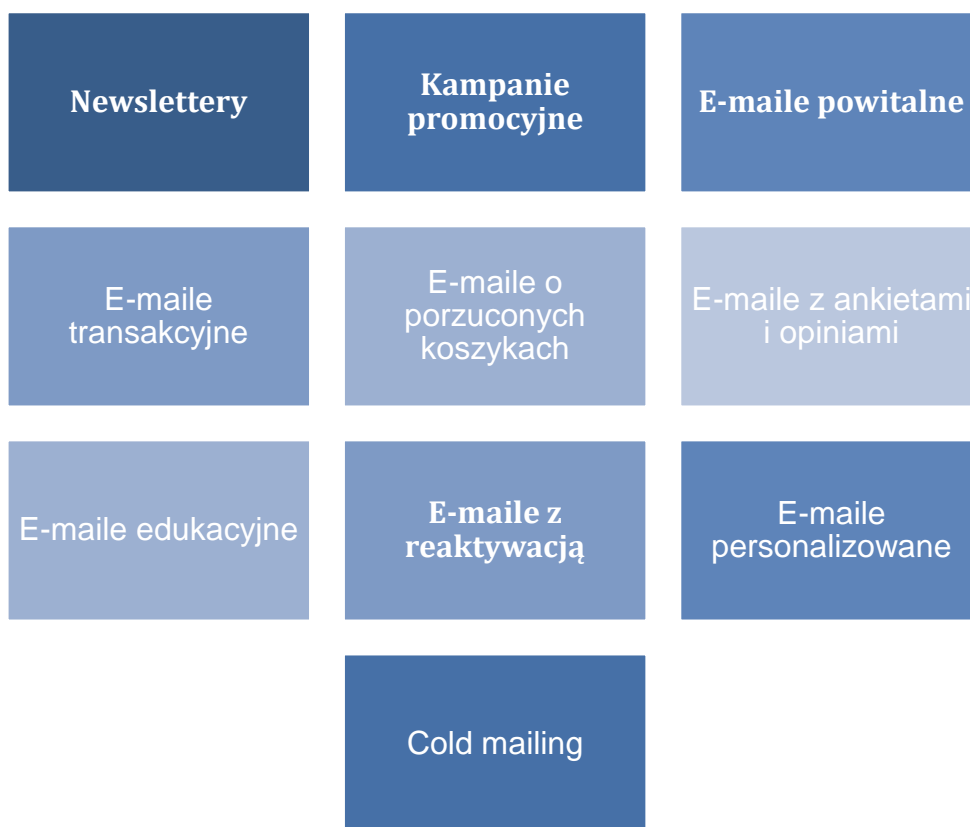 Newslettery
Kampanie
promocyjne
E-maile powitalne
E-maile
transakcyjne
E-maile o
porzuconych
koszykach
E-maile z ankietami
i opiniami
E-maile edukacyjne
E-maile z
reaktywacją
E-maile
personalizowane
Cold mailing